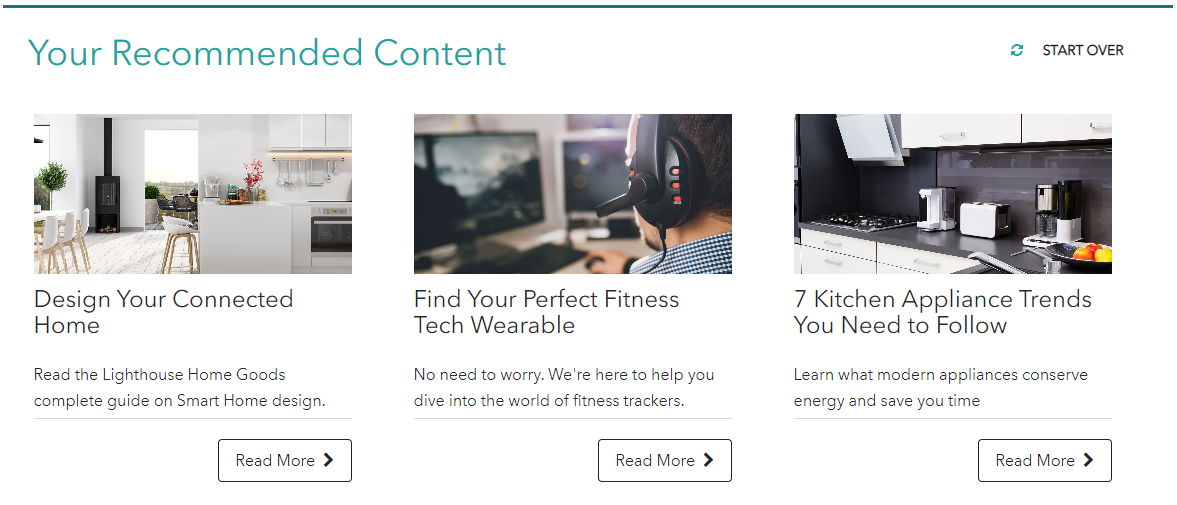 Your Recommended Content
START OVER
Design Your Connected
Home
Read the Lighthouse Home Goods
complete guide on Smart Home design.
Read More
Find Your Perfect Fitness
Tech Wearable
No need to worry. We're here to help you
dive into the world of fitness trackers.
Read More
7 Kitchen Appliance Trends
You Need to Follow
Learn what modern appliances conserve
energy and save you time
Read More